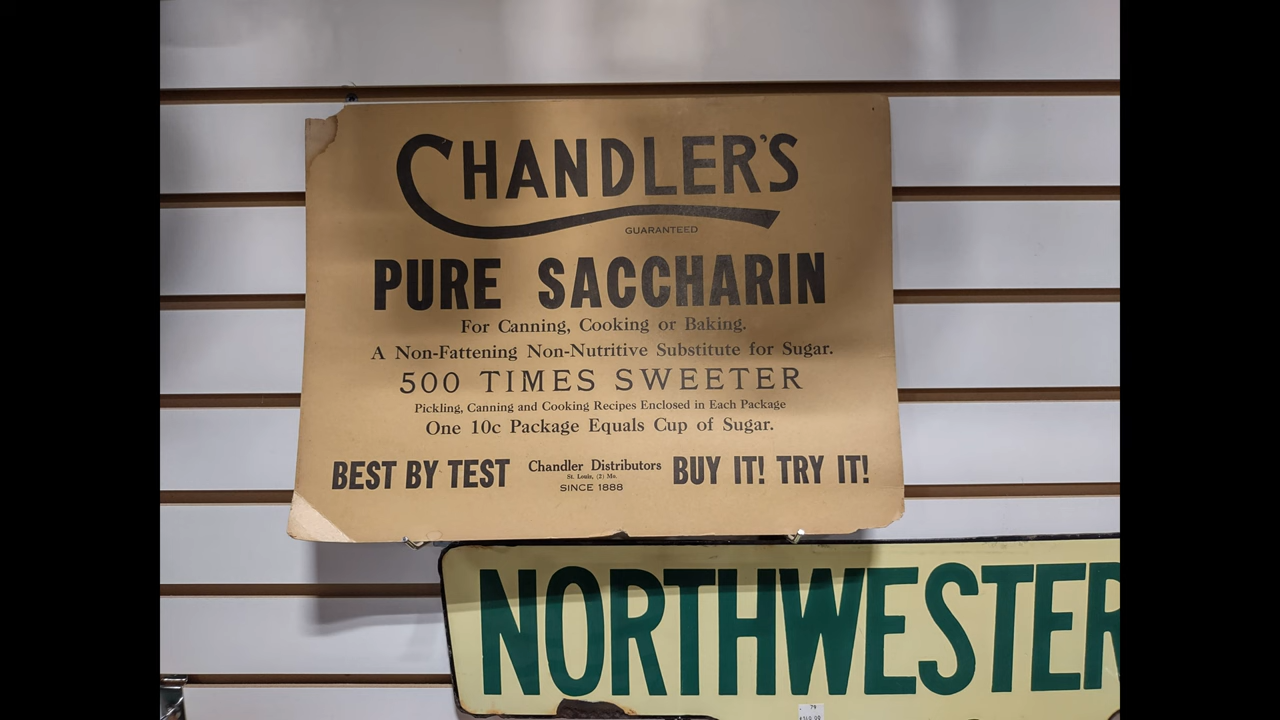 CHANDLER'S
GUARANTEED
PURE SACCHARIN
For Canning, Cooking or Baking.
A Non-Fattening Non-Nutritive Substitute for Sugar.
500 TIMES SWEETER
Pickling, Canning and Cooking Recipes Enclosed in Each Package
One 10c Package Equals Cup of Sugar.
BEST BY TEST
Chandler Distributors
St. Louis, (2) Mo.
SINCE 1888
BUY IT! TRY IT!
NORTHWESTER
79